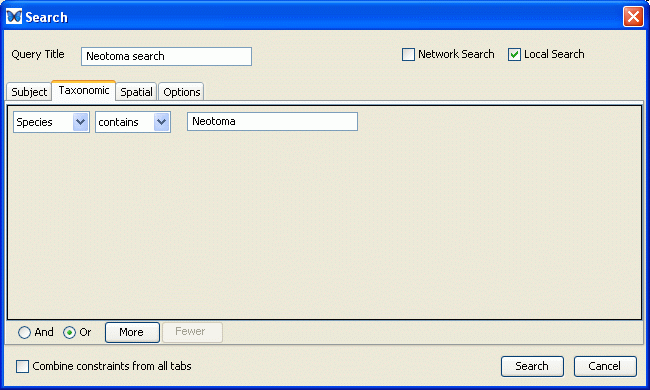 Search
Query Title Neotoma search Network Search Local Search
Subject Taxonomic Spatial Options
Species contains Neotoma
And Or More Fewer
Combine constraints from all tabs Search Cancel